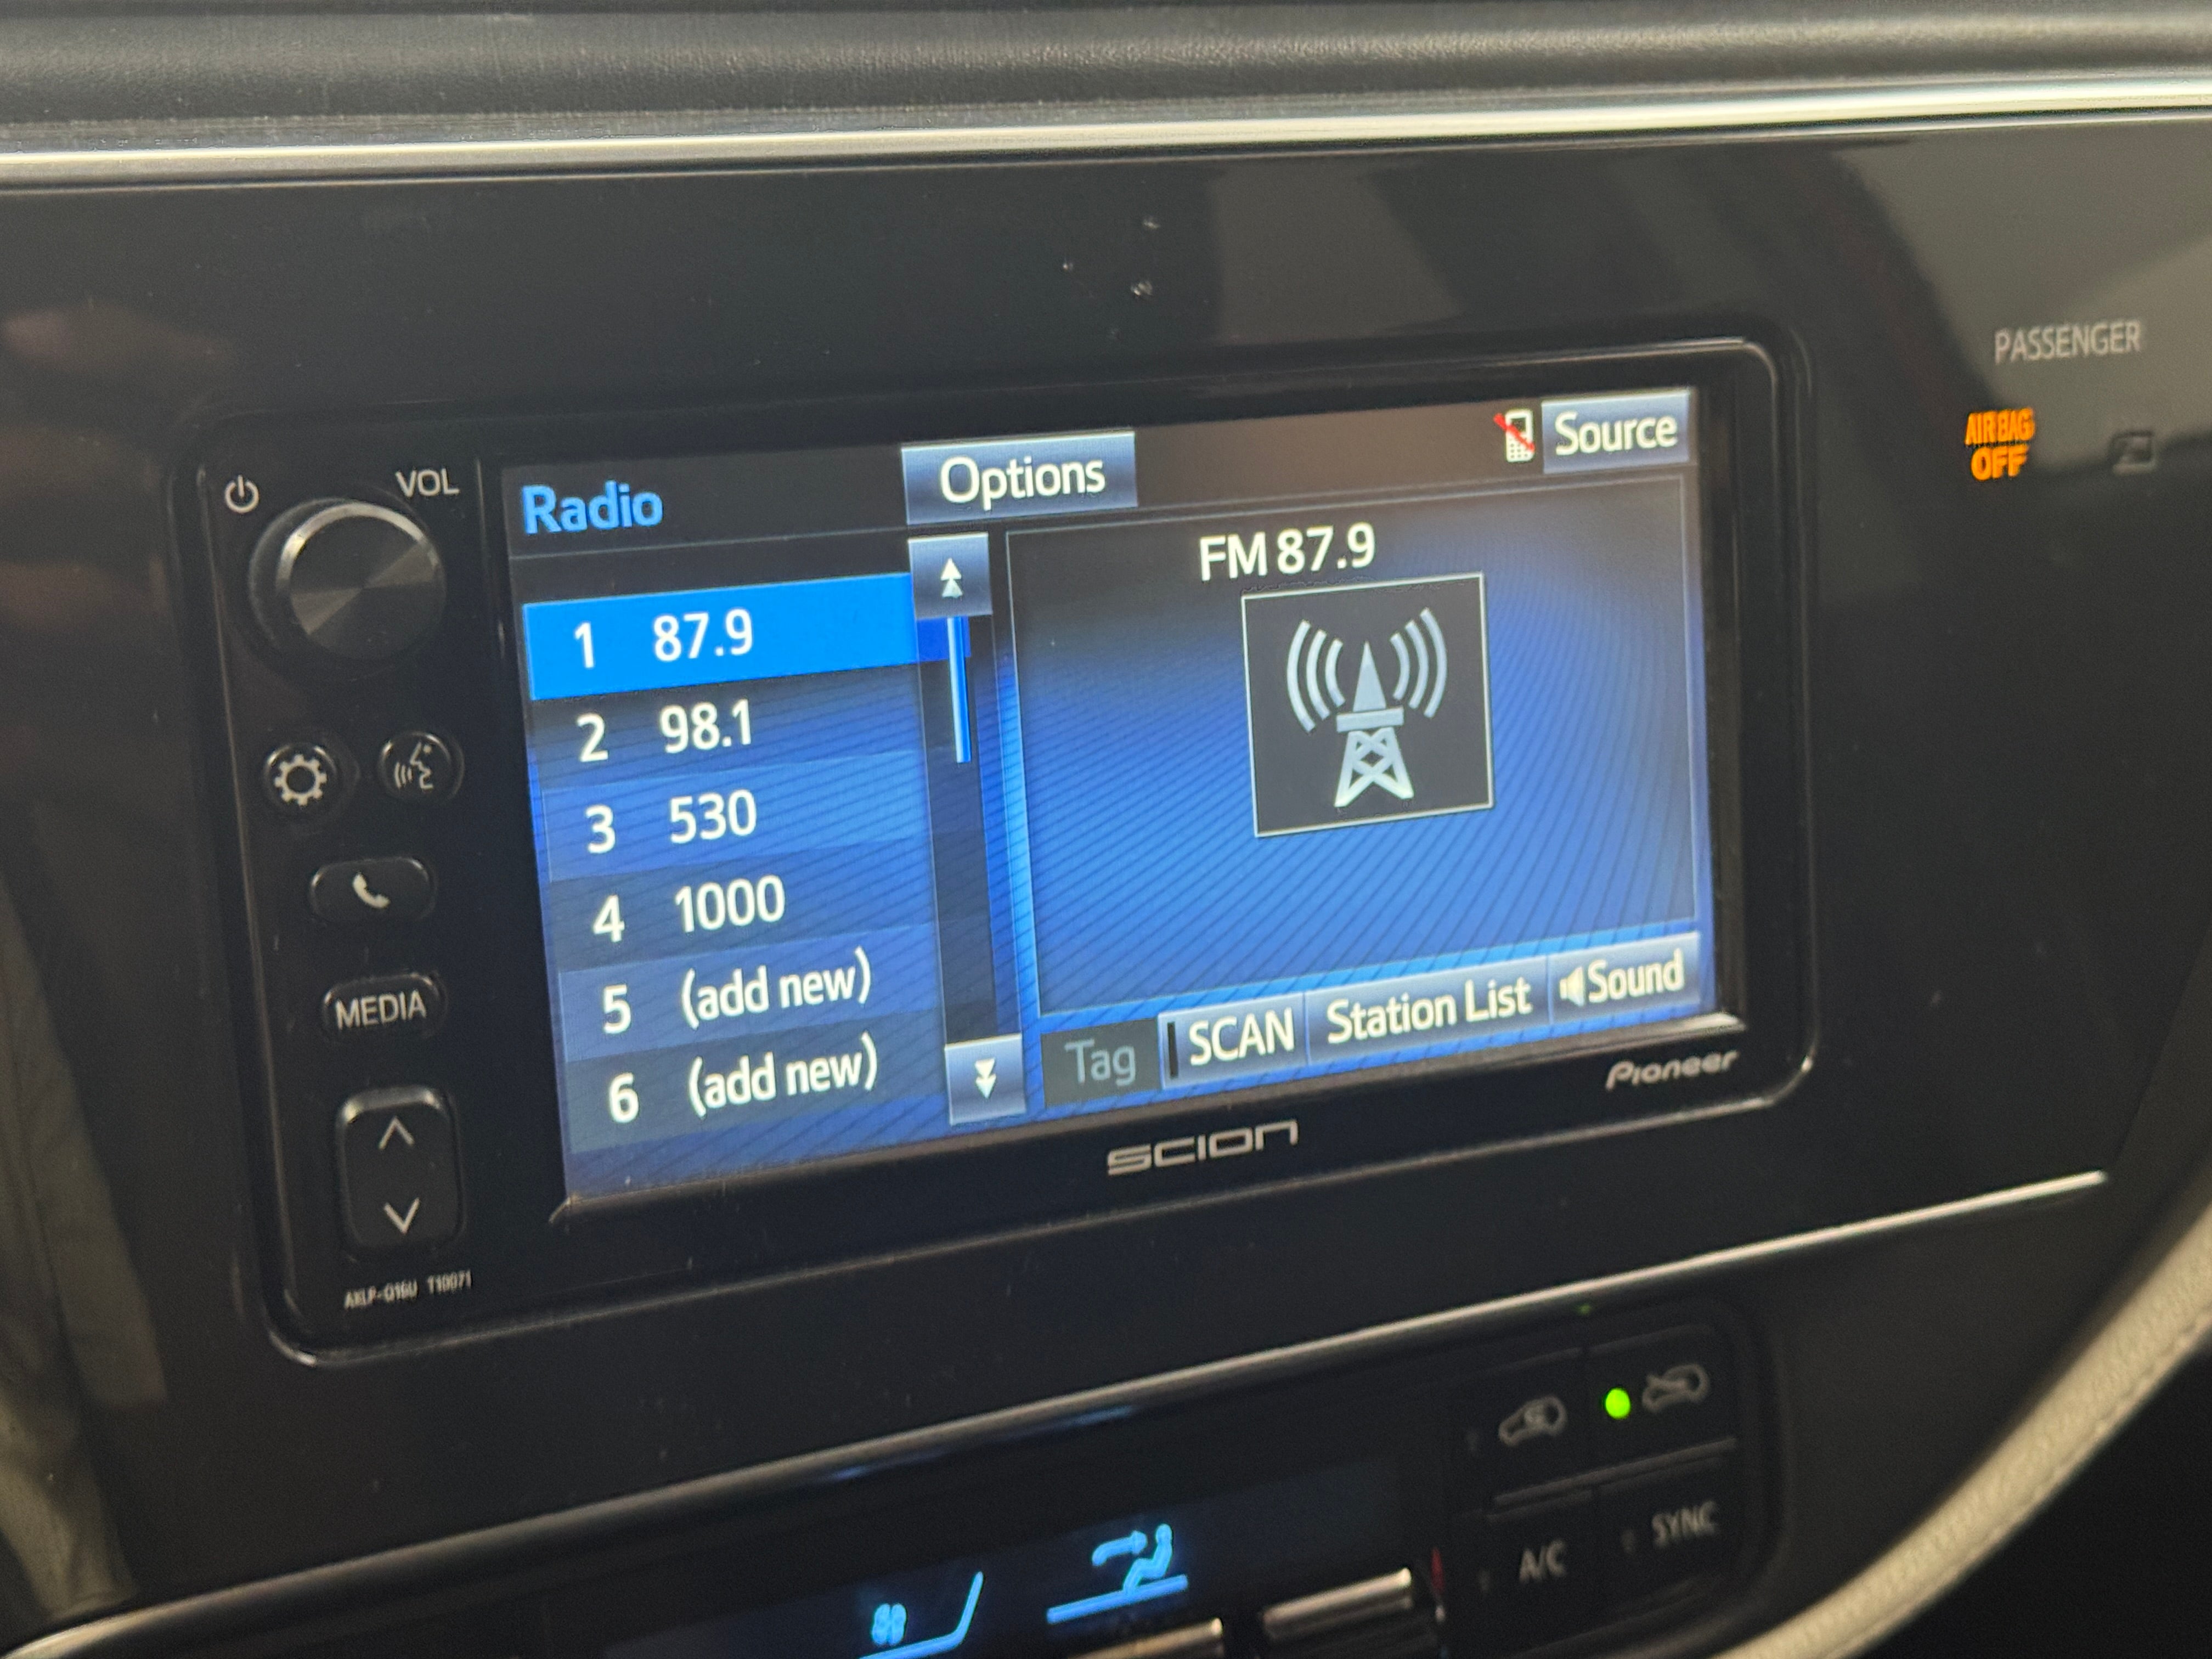 PASSENGER
AIR BAG
OFF
VOL
Radio
Options
Source
FM 87.9
1 87.9
2 98.1
3 530
4 1000
5 (add new)
6 (add new)
Tag
SCAN
Station List
Sound
MEDIA
Pioneer
SCION
A/C
SYNC